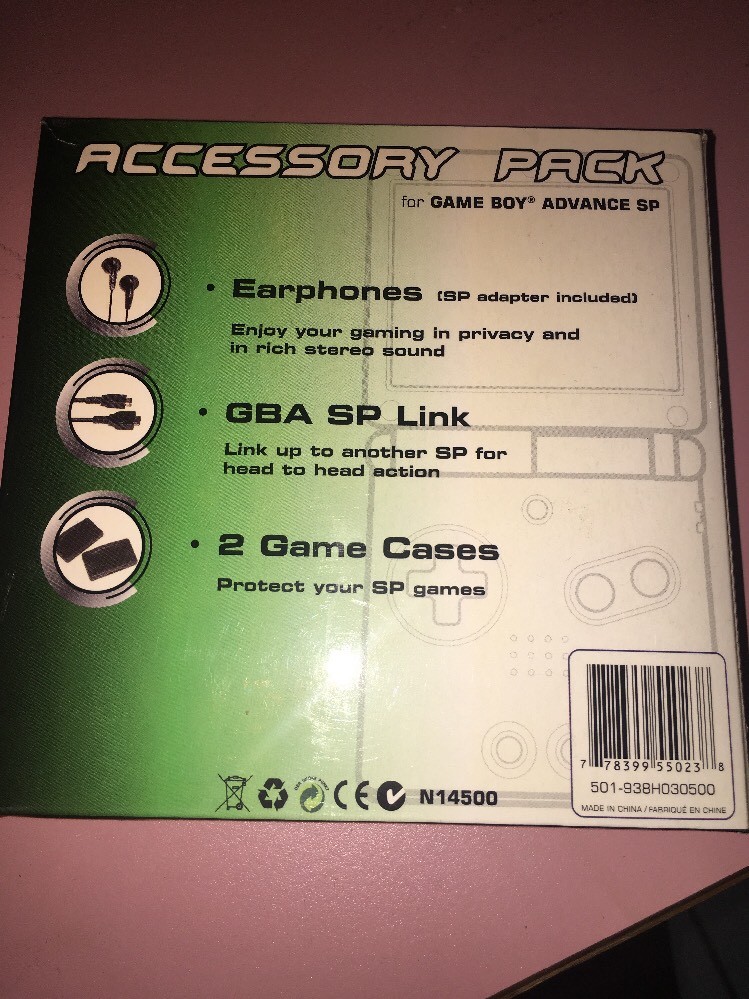 ACCESSORY PACK
for GAME BOY® ADVANCE SP
• Earphones (SP adapter included)
Enjoy your gaming in privacy and
in rich stereo sound
• GBA SP Link
Link up to another SP for
head to head action
• 2 Game Cases
Protect your SP games
CE N14500
7 78399 55023 8
501-938H030500
MADE IN CHINA / FABRIQUÉ EN CHINE